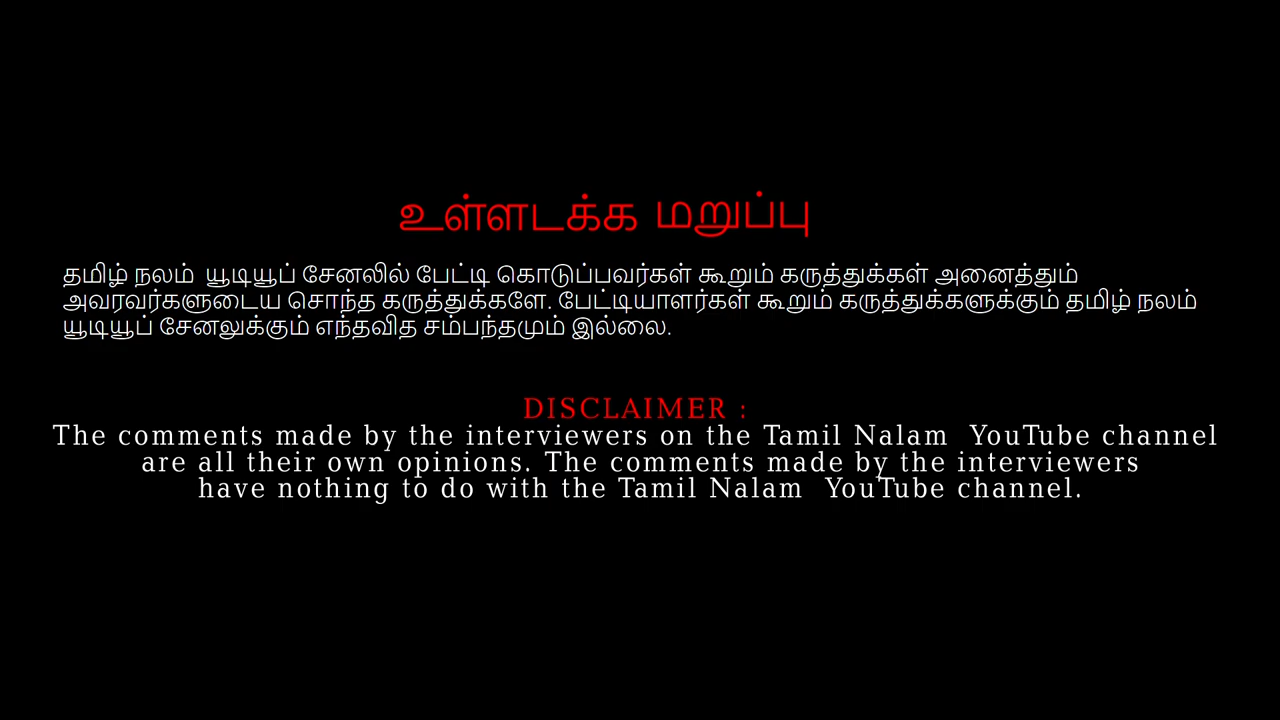 உள்ளடக்க மறுப்பு
தமிழ் நலம் யூடியூப் சேனலில் பேட்டி கொடுப்பவர்கள் கூறும் கருத்துக்கள் அனைத்தும்
அவரவர்களுடைய சொந்த கருத்துக்களே. பேட்டியாளர்கள் கூறும் கருத்துக்களுக்கும் தமிழ் நலம்
யூடியூப் சேனலுக்கும் எந்தவித சம்பந்தமும் இல்லை.
DISCLAIMER :
The comments made by the interviewers on the Tamil Nalam YouTube channel
are all their own opinions. The comments made by the interviewers
have nothing to do with the Tamil Nalam YouTube channel.